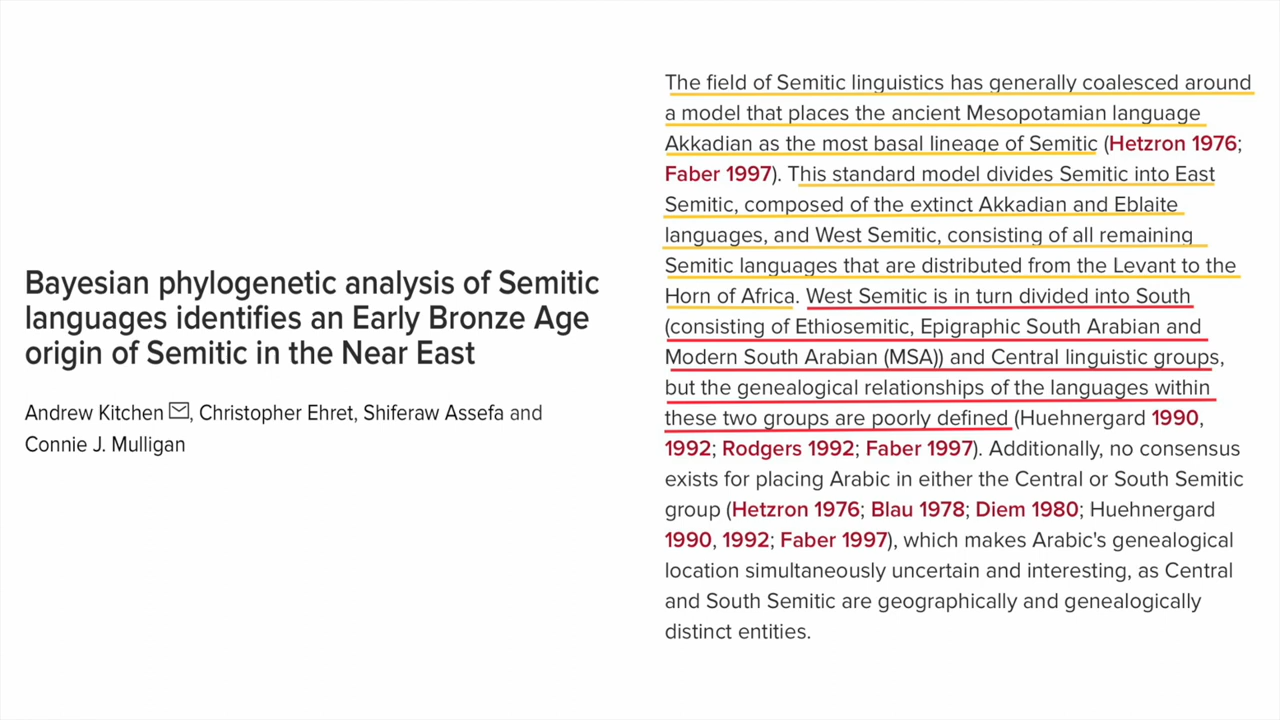 Bayesian phylogenetic analysis of Semitic
languages identifies an Early Bronze Age
origin of Semitic in the Near East
Andrew Kitchen, Christopher Ehret, Shiferaw Assefa and
Connie J. Mulligan
The field of Semitic linguistics has generally coalesced around
a model that places the ancient Mesopotamian language
Akkadian as the most basal lineage of Semitic (Hetzron 1976;
Faber 1997). This standard model divides Semitic into East
Semitic, composed of the extinct Akkadian and Eblaite
languages, and West Semitic, consisting of all remaining
Semitic languages that are distributed from the Levant to the
Horn of Africa. West Semitic is in turn divided into South
(consisting of Ethiosemitic, Epigraphic South Arabian and
Modern South Arabian (MSA)) and Central linguistic groups,
but the genealogical relationships of the languages within
these two groups are poorly defined (Huehnergard 1990,
1992; Rodgers 1992; Faber 1997). Additionally, no consensus
exists for placing Arabic in either the Central or South Semitic
group (Hetzron 1976; Blau 1978; Diem 1980; Huehnergard
1990, 1992; Faber 1997), which makes Arabic's genealogical
location simultaneously uncertain and interesting, as Central
and South Semitic are geographically and genealogically
distinct entities.